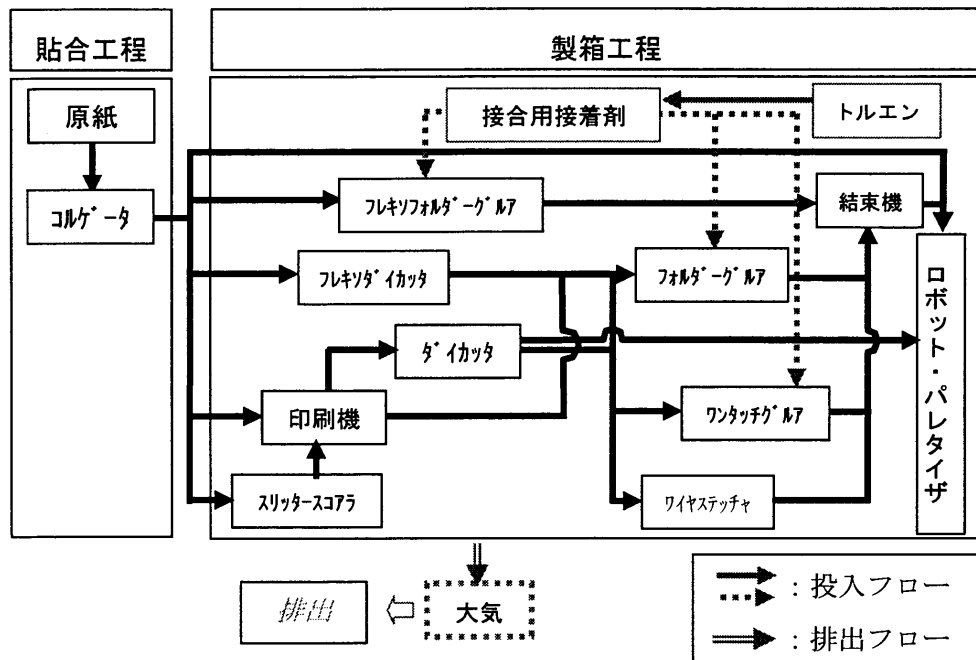 貼合工程
製箱工程
原紙
コルゲータ
接合用接着剤
トルエン
フレキソフォルダーグルア
結束機
フレキソダイカッタ
フォルダーグルア
ダイカッタ
印刷機
ワンタッチグルア
スリッタースコアラ
ワイヤステッチャ
ロボット・パレタイザ
排出
大気
：投入フロー
：排出フロー